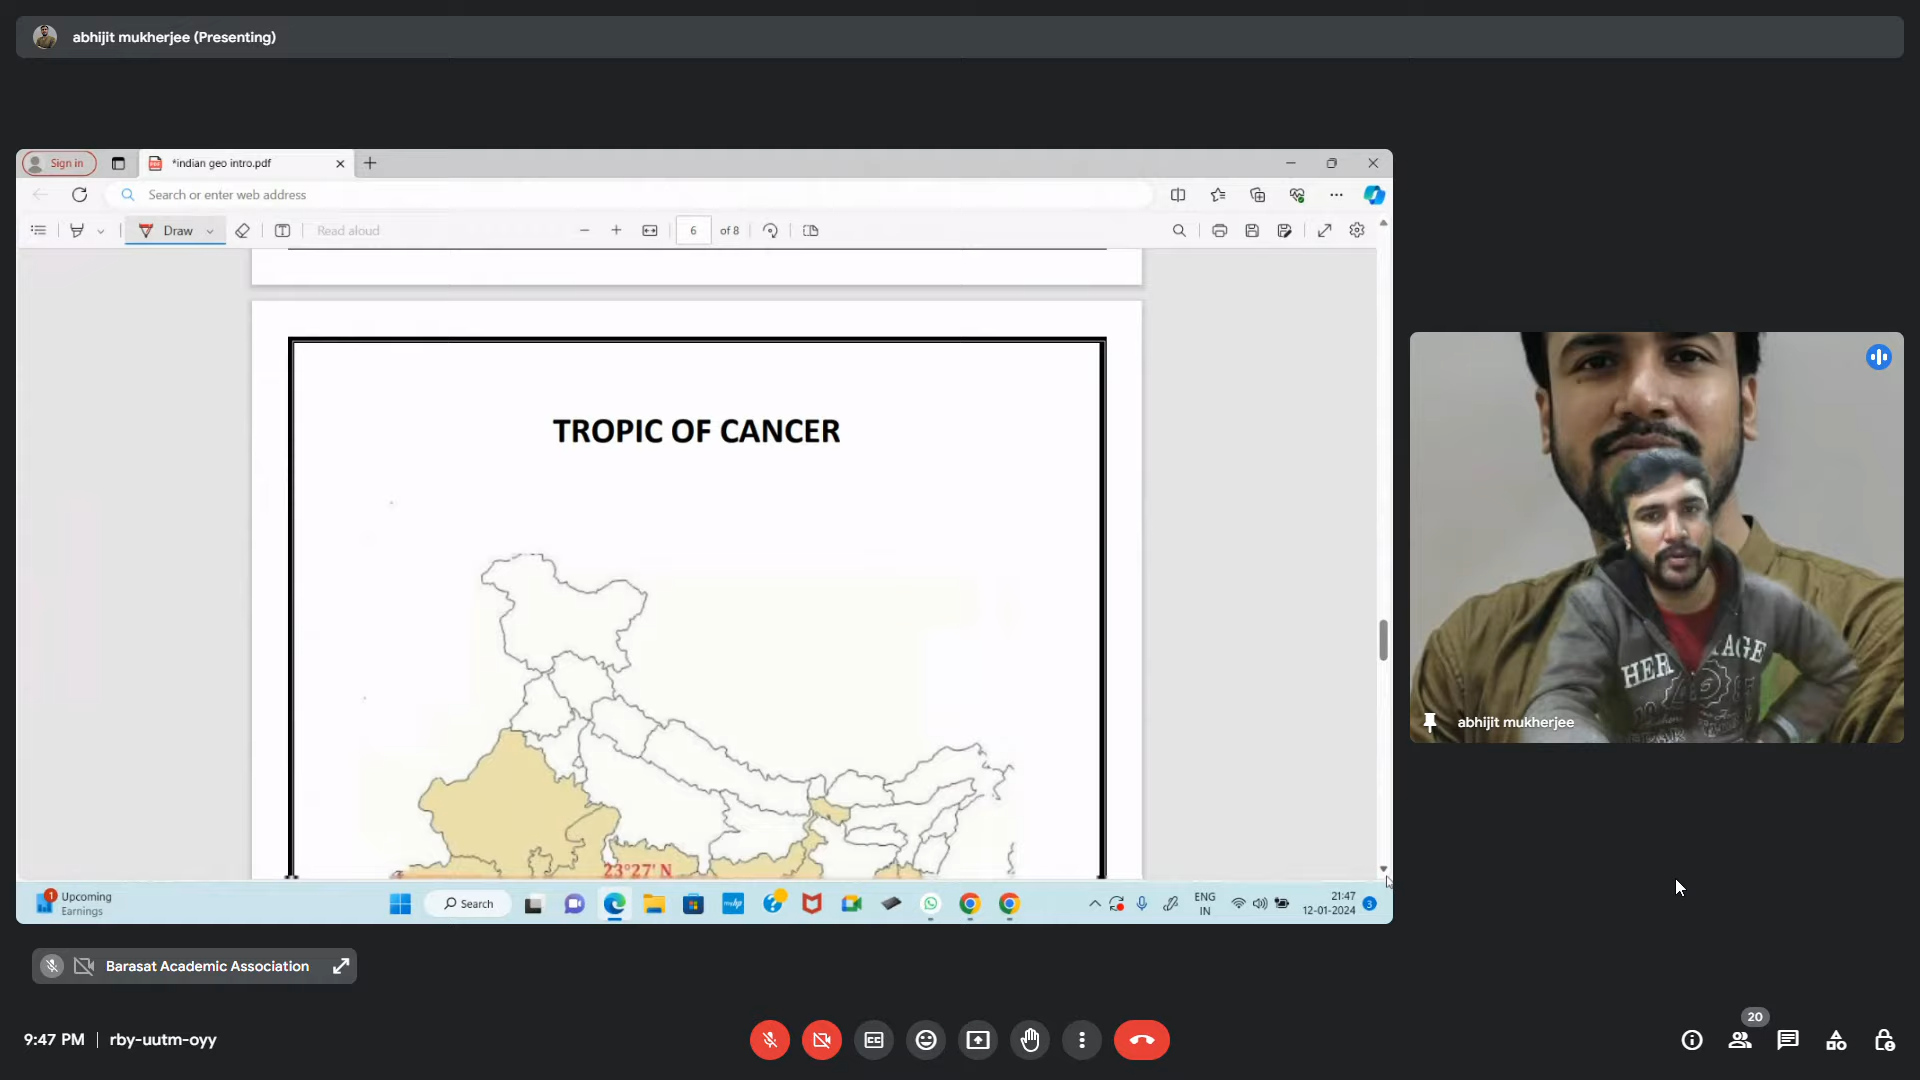 abhijit mukherjee (Presenting)
Sign in
*indian geo intro.pdf
Search or enter web address
Draw
Read aloud
6 of 8
TROPIC OF CANCER
23°27' N
HERITAGE
abhijit mukherjee
1
Upcoming
Earnings
Search
ENG
IN
21:47
12-01-2024
3
Barasat Academic Association
9:47 PM | rby-uutm-oyy
20